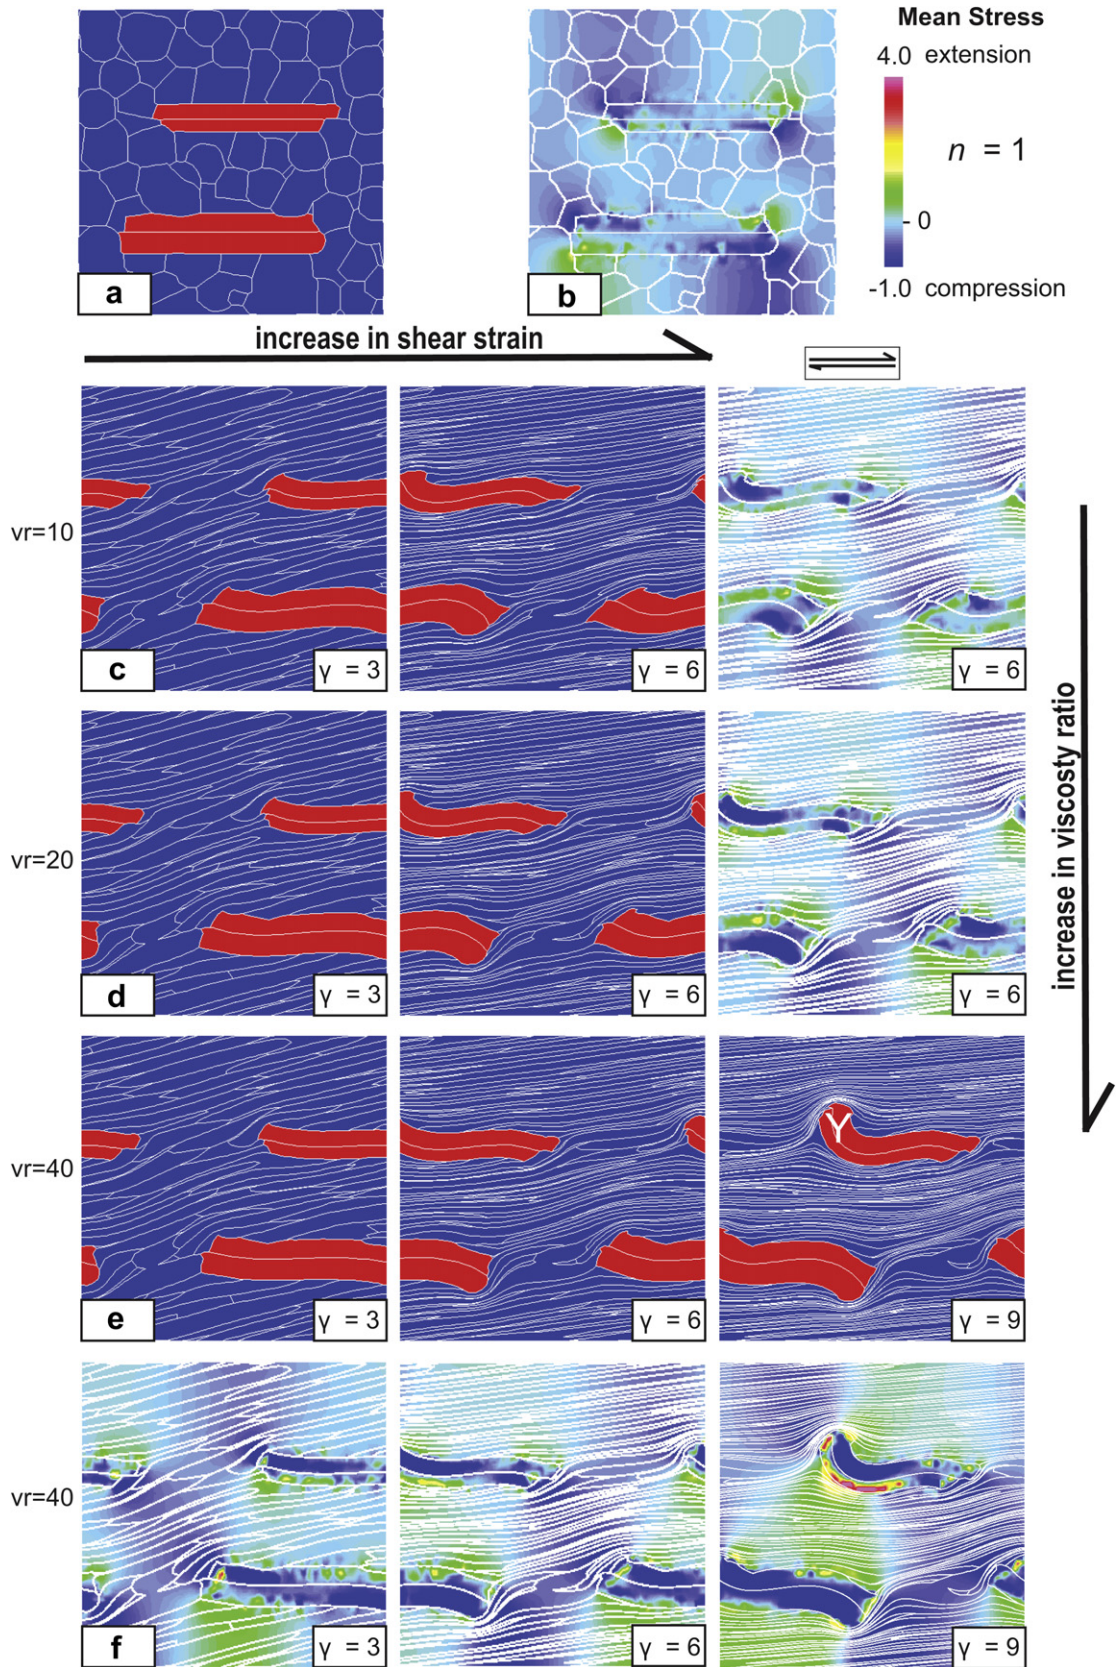 Mean Stress
4.0 extension
n = 1
- 0
-1.0 compression
a
b
increase in shear strain
vr=10
c
γ = 3
γ = 6
γ = 6
increase in viscosty ratio
vr=20
d
γ = 3
γ = 6
γ = 6
vr=40
Y
e
γ = 3
γ = 6
γ = 9
vr=40
f
γ = 3
γ = 6
γ = 9